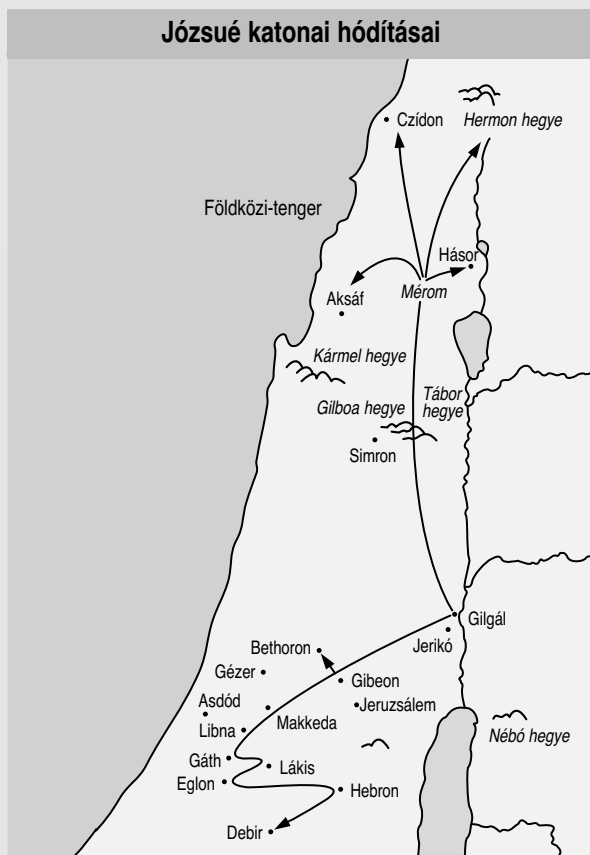 Józsué katonai hódításai
Czídon
Hermon hegye
Földközi-tenger
Hásor
Mérom
Aksáf
Kármel hegye
Gilboa hegye
Tábor
hegye
Simron
Gilgál
Jerikó
Bethoron
Gézer
Gibeon
Asdód
Jeruzsálem
Makkeda
Libna
Nébó hegye
Gáth
Lákis
Eglon
Hebron
Debir